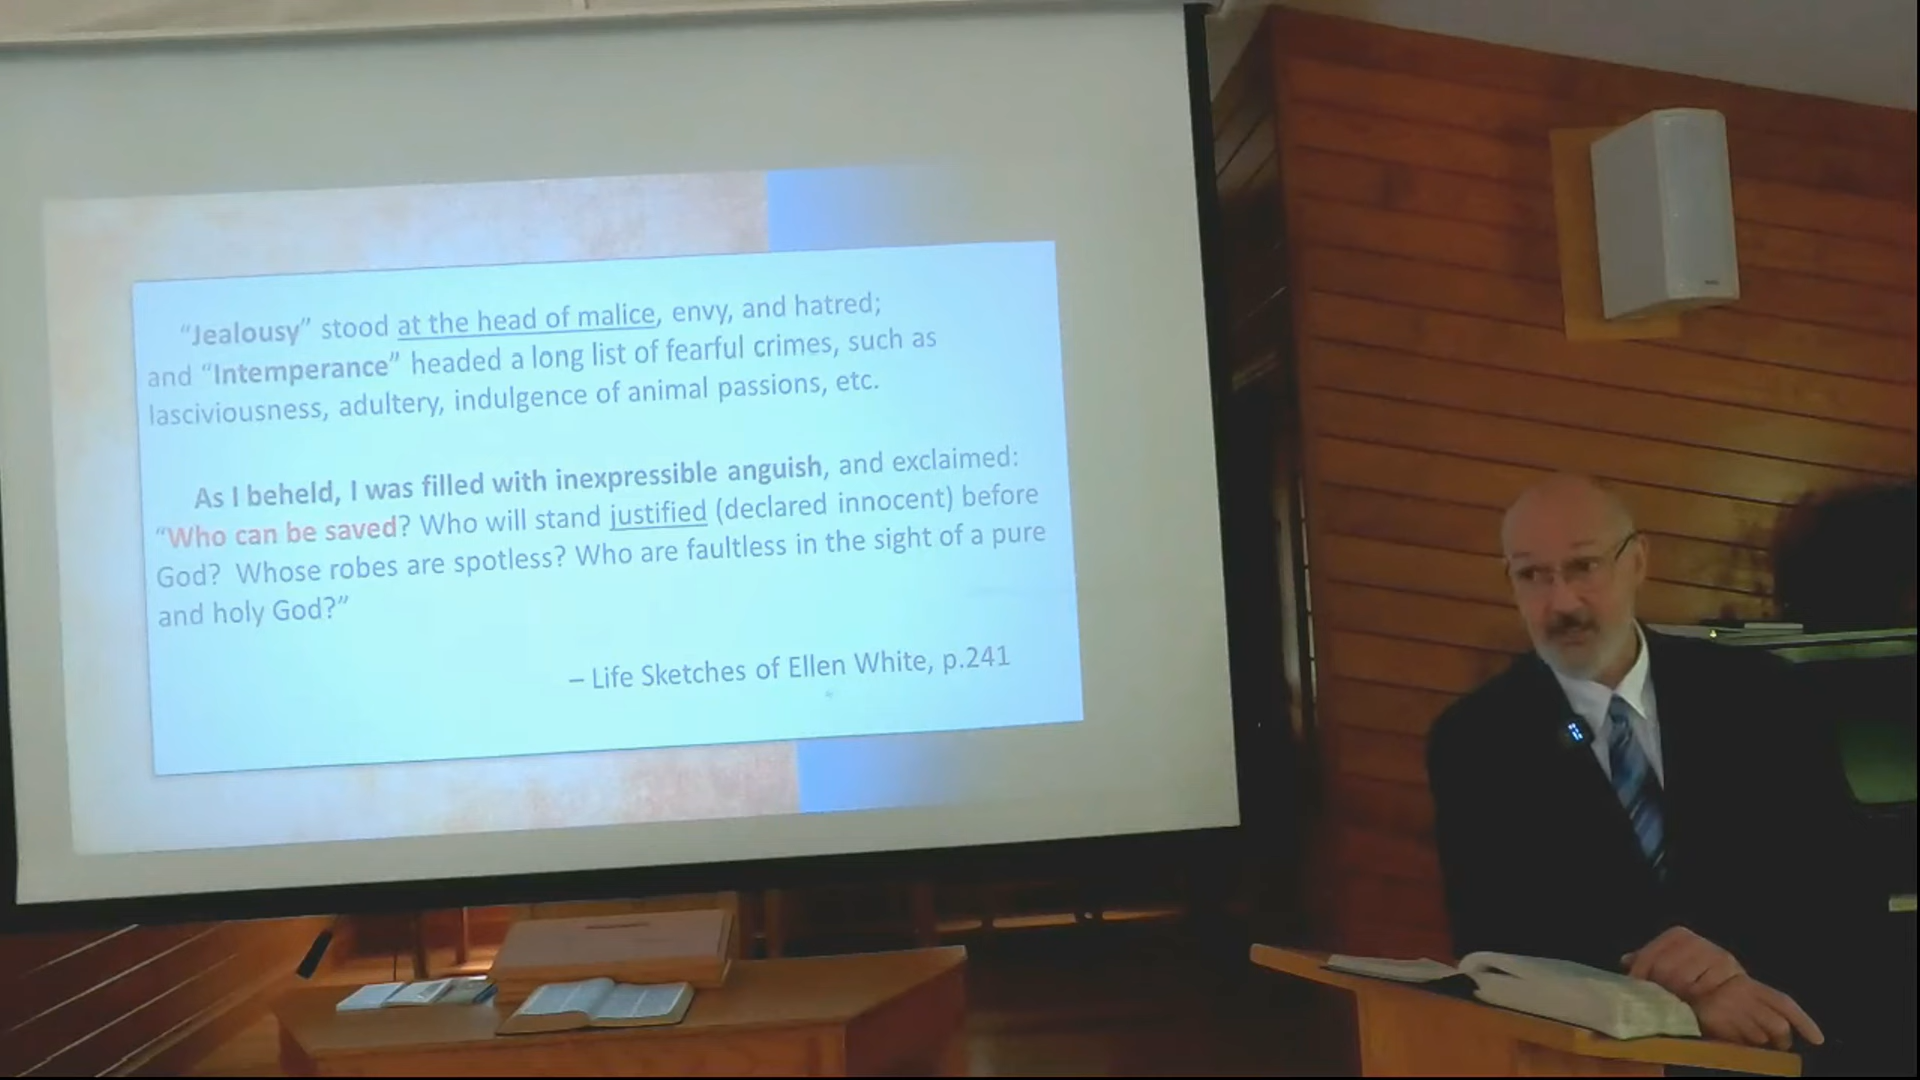 “Jealousy” stood at the head of malice, envy, and hatred;
and “Intemperance” headed a long list of fearful crimes, such as
lasciviousness, adultery, indulgence of animal passions, etc.
As I beheld, I was filled with inexpressible anguish, and exclaimed:
“Who can be saved? Who will stand justified (declared innocent) before
God? Whose robes are spotless? Who are faultless in the sight of a pure
and holy God?”
– Life Sketches of Ellen White, p.241